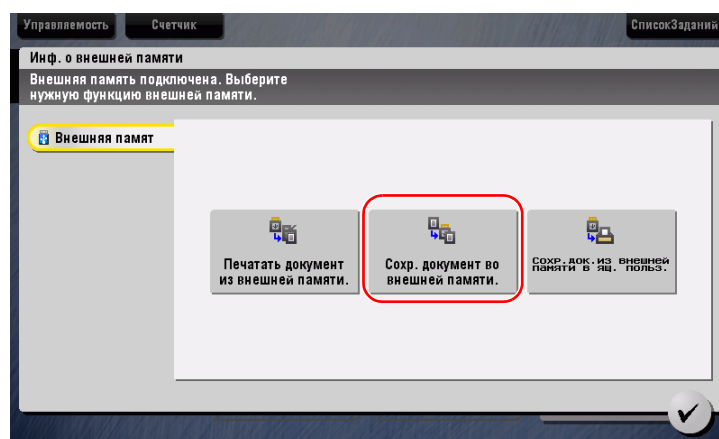 Управляемость Счетчик СписокЗаданий
Инф. о внешней памяти
Внешняя память подключена. Выберите
нужную функцию внешней памяти.
Внешняя памят
Печатать документ
из внешней памяти.
Сохр. документ во
внешней памяти.
Сохр.док.из внешней
памяти в ящ. польз.